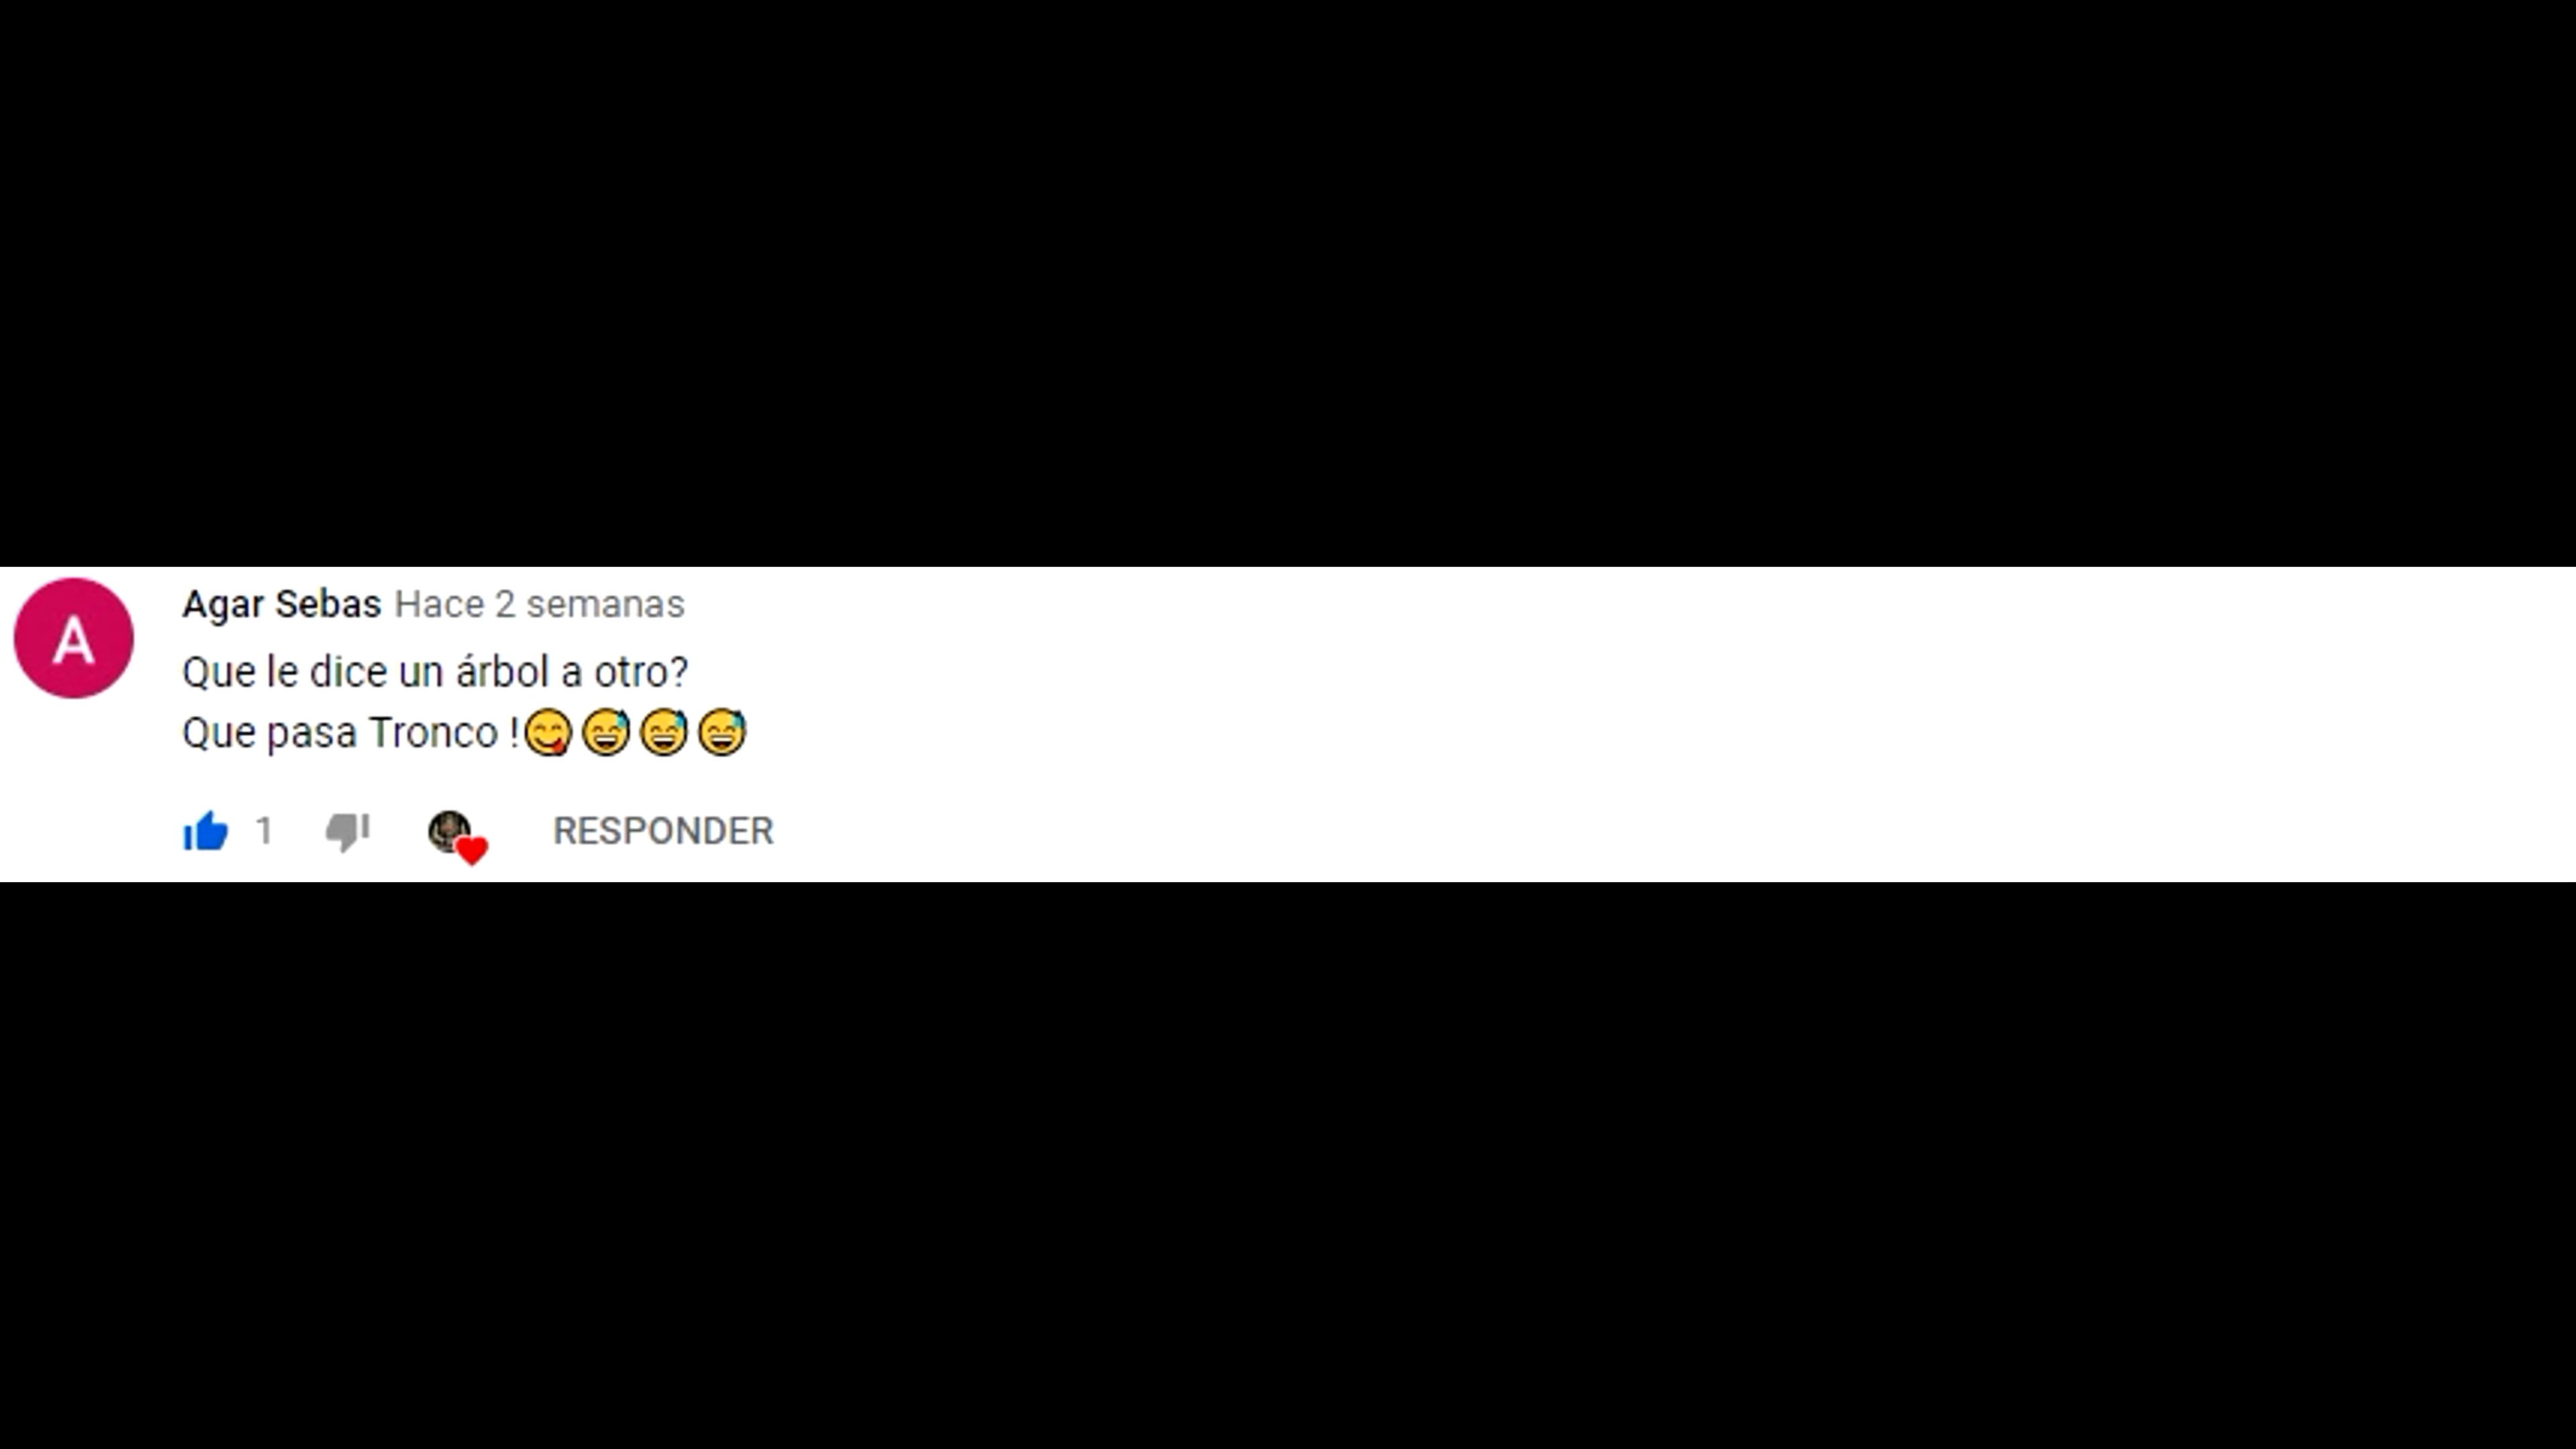 A
Agar Sebas Hace 2 semanas
Que le dice un árbol a otro?
Que pasa Tronco !😋😅😅😅
1 RESPONDER